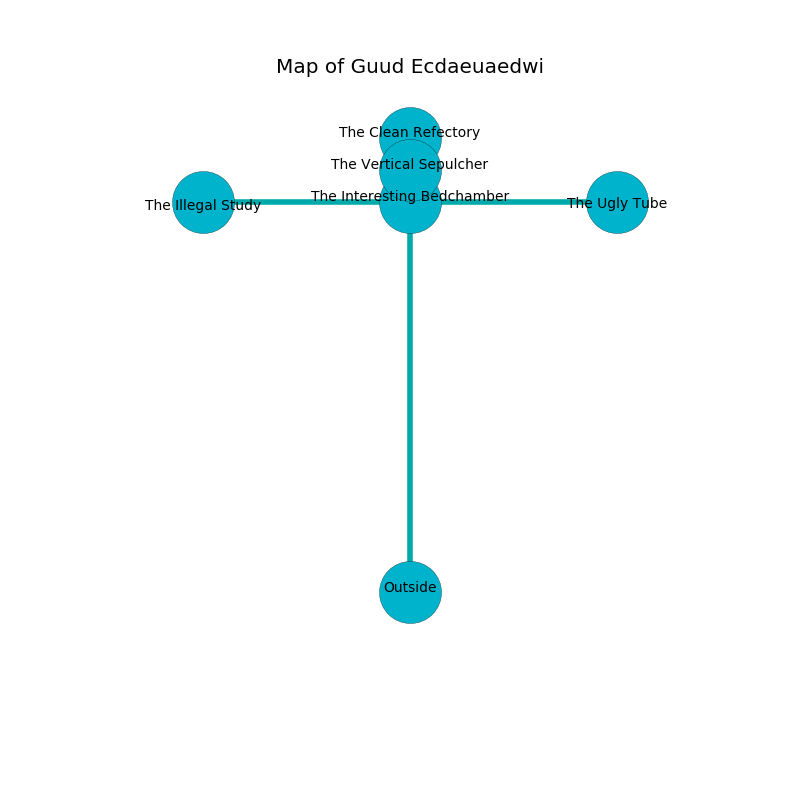 Map of Guud Ecdaeuaedwi
The Clean Refectory
The Vertical Sepulcher
The Interesting Bedchamber
The Illegal Study
The Ugly Tube
Outside